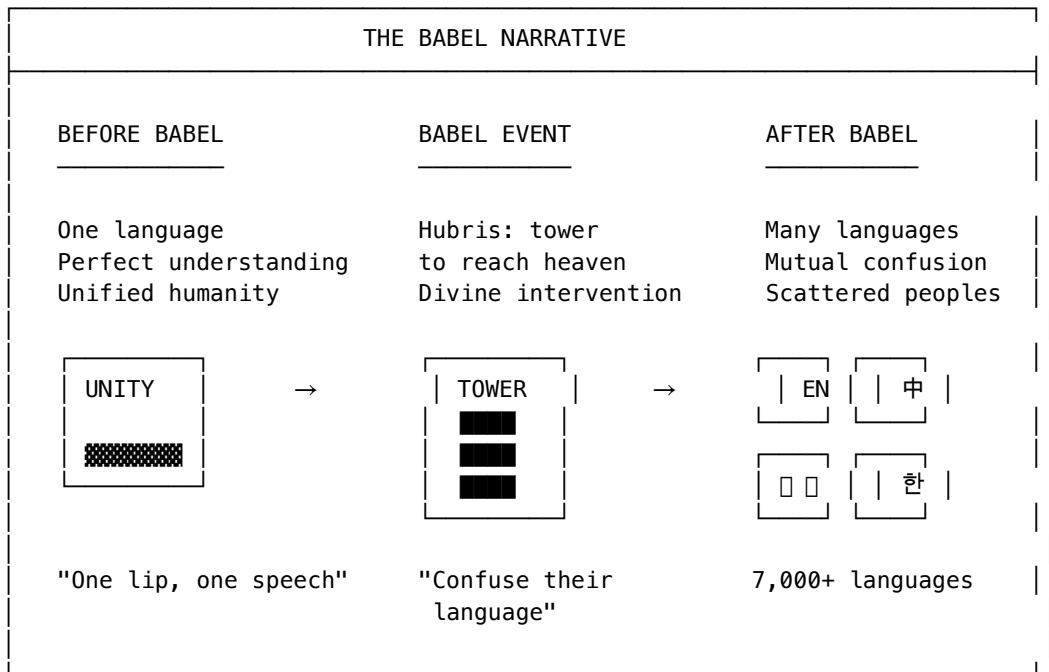 THE BABEL NARRATIVE
BEFORE BABEL BABEL EVENT AFTER BABEL
One language Hubris: tower Many languages
Perfect understanding to reach heaven Mutual confusion
Unified humanity Divine intervention Scattered peoples
UNITY → TOWER → EN 中
한
"One lip, one speech" "Confuse their 7,000+ languages
language"